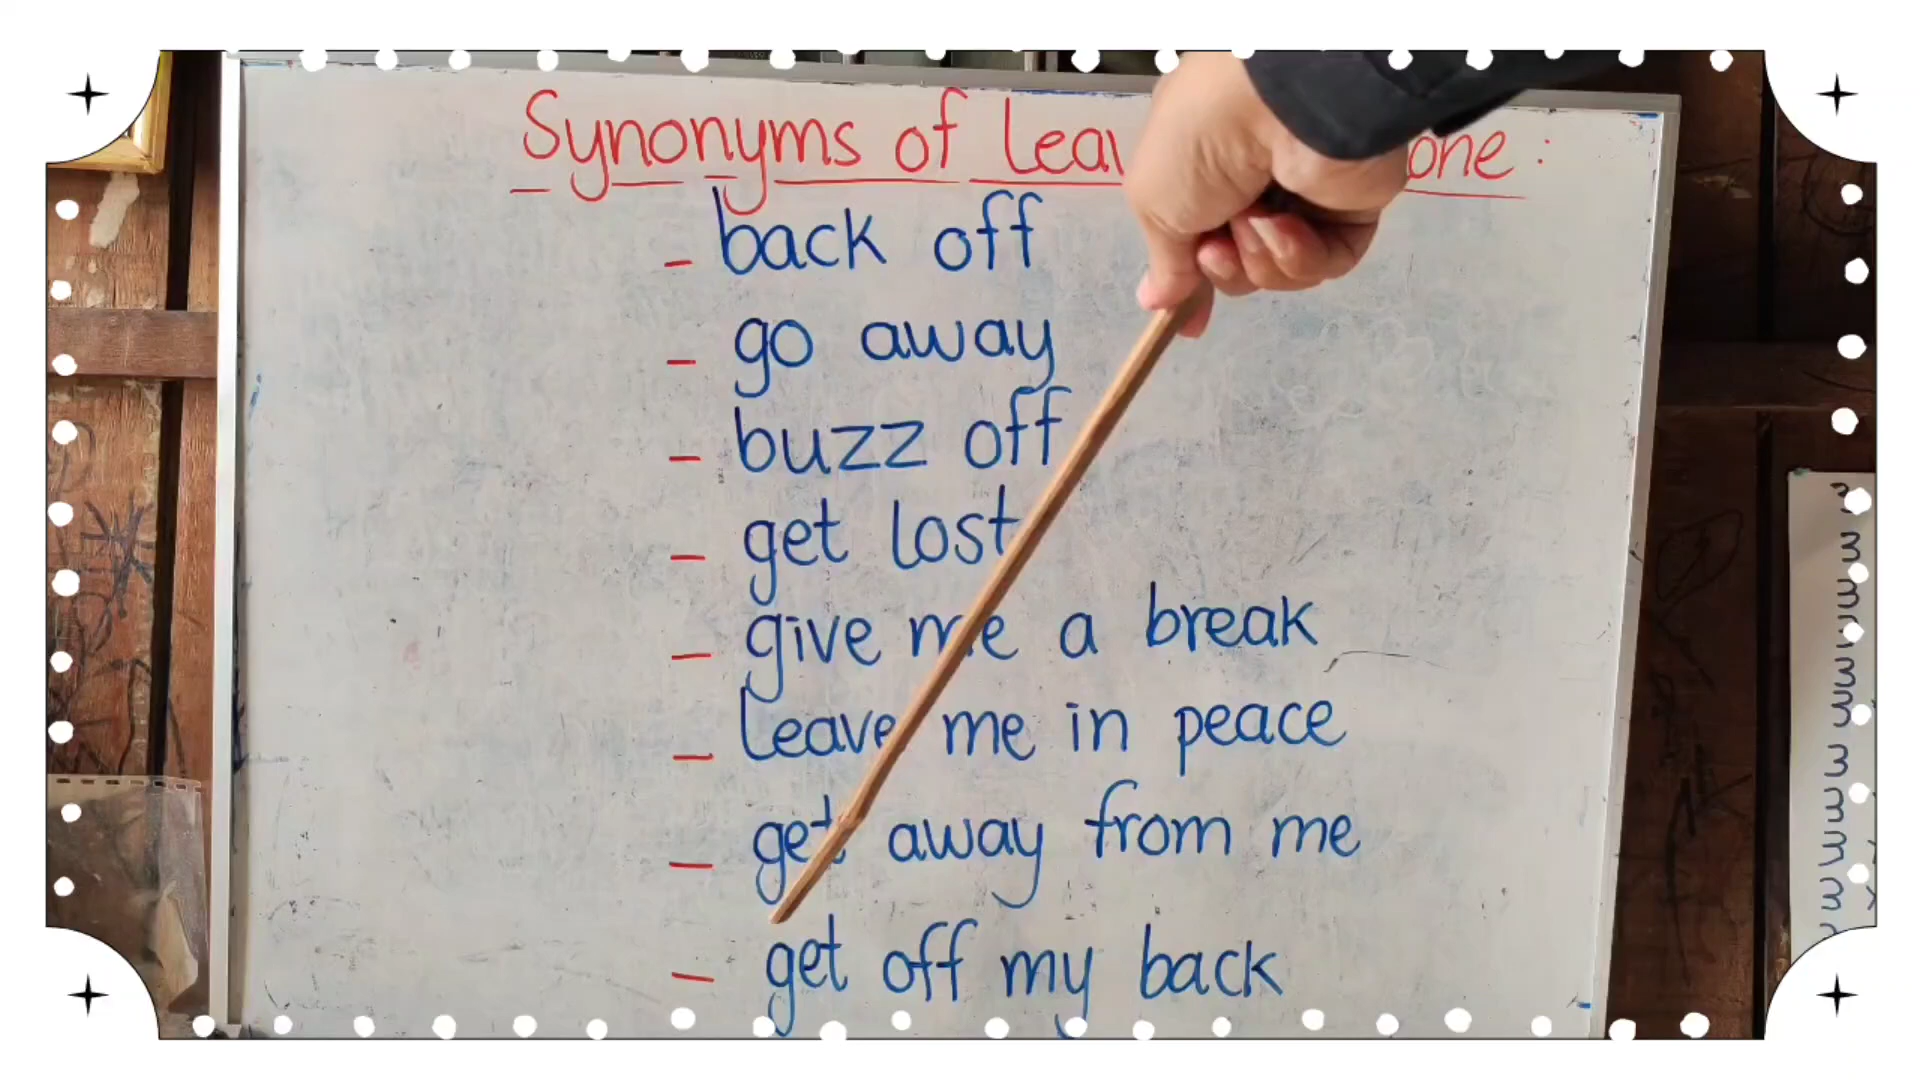 Synonyms of Leav one :
- back off
- go away
- buzz off
- get lost
- give me a break
- leave me in peace
- get away from me
- get off my back